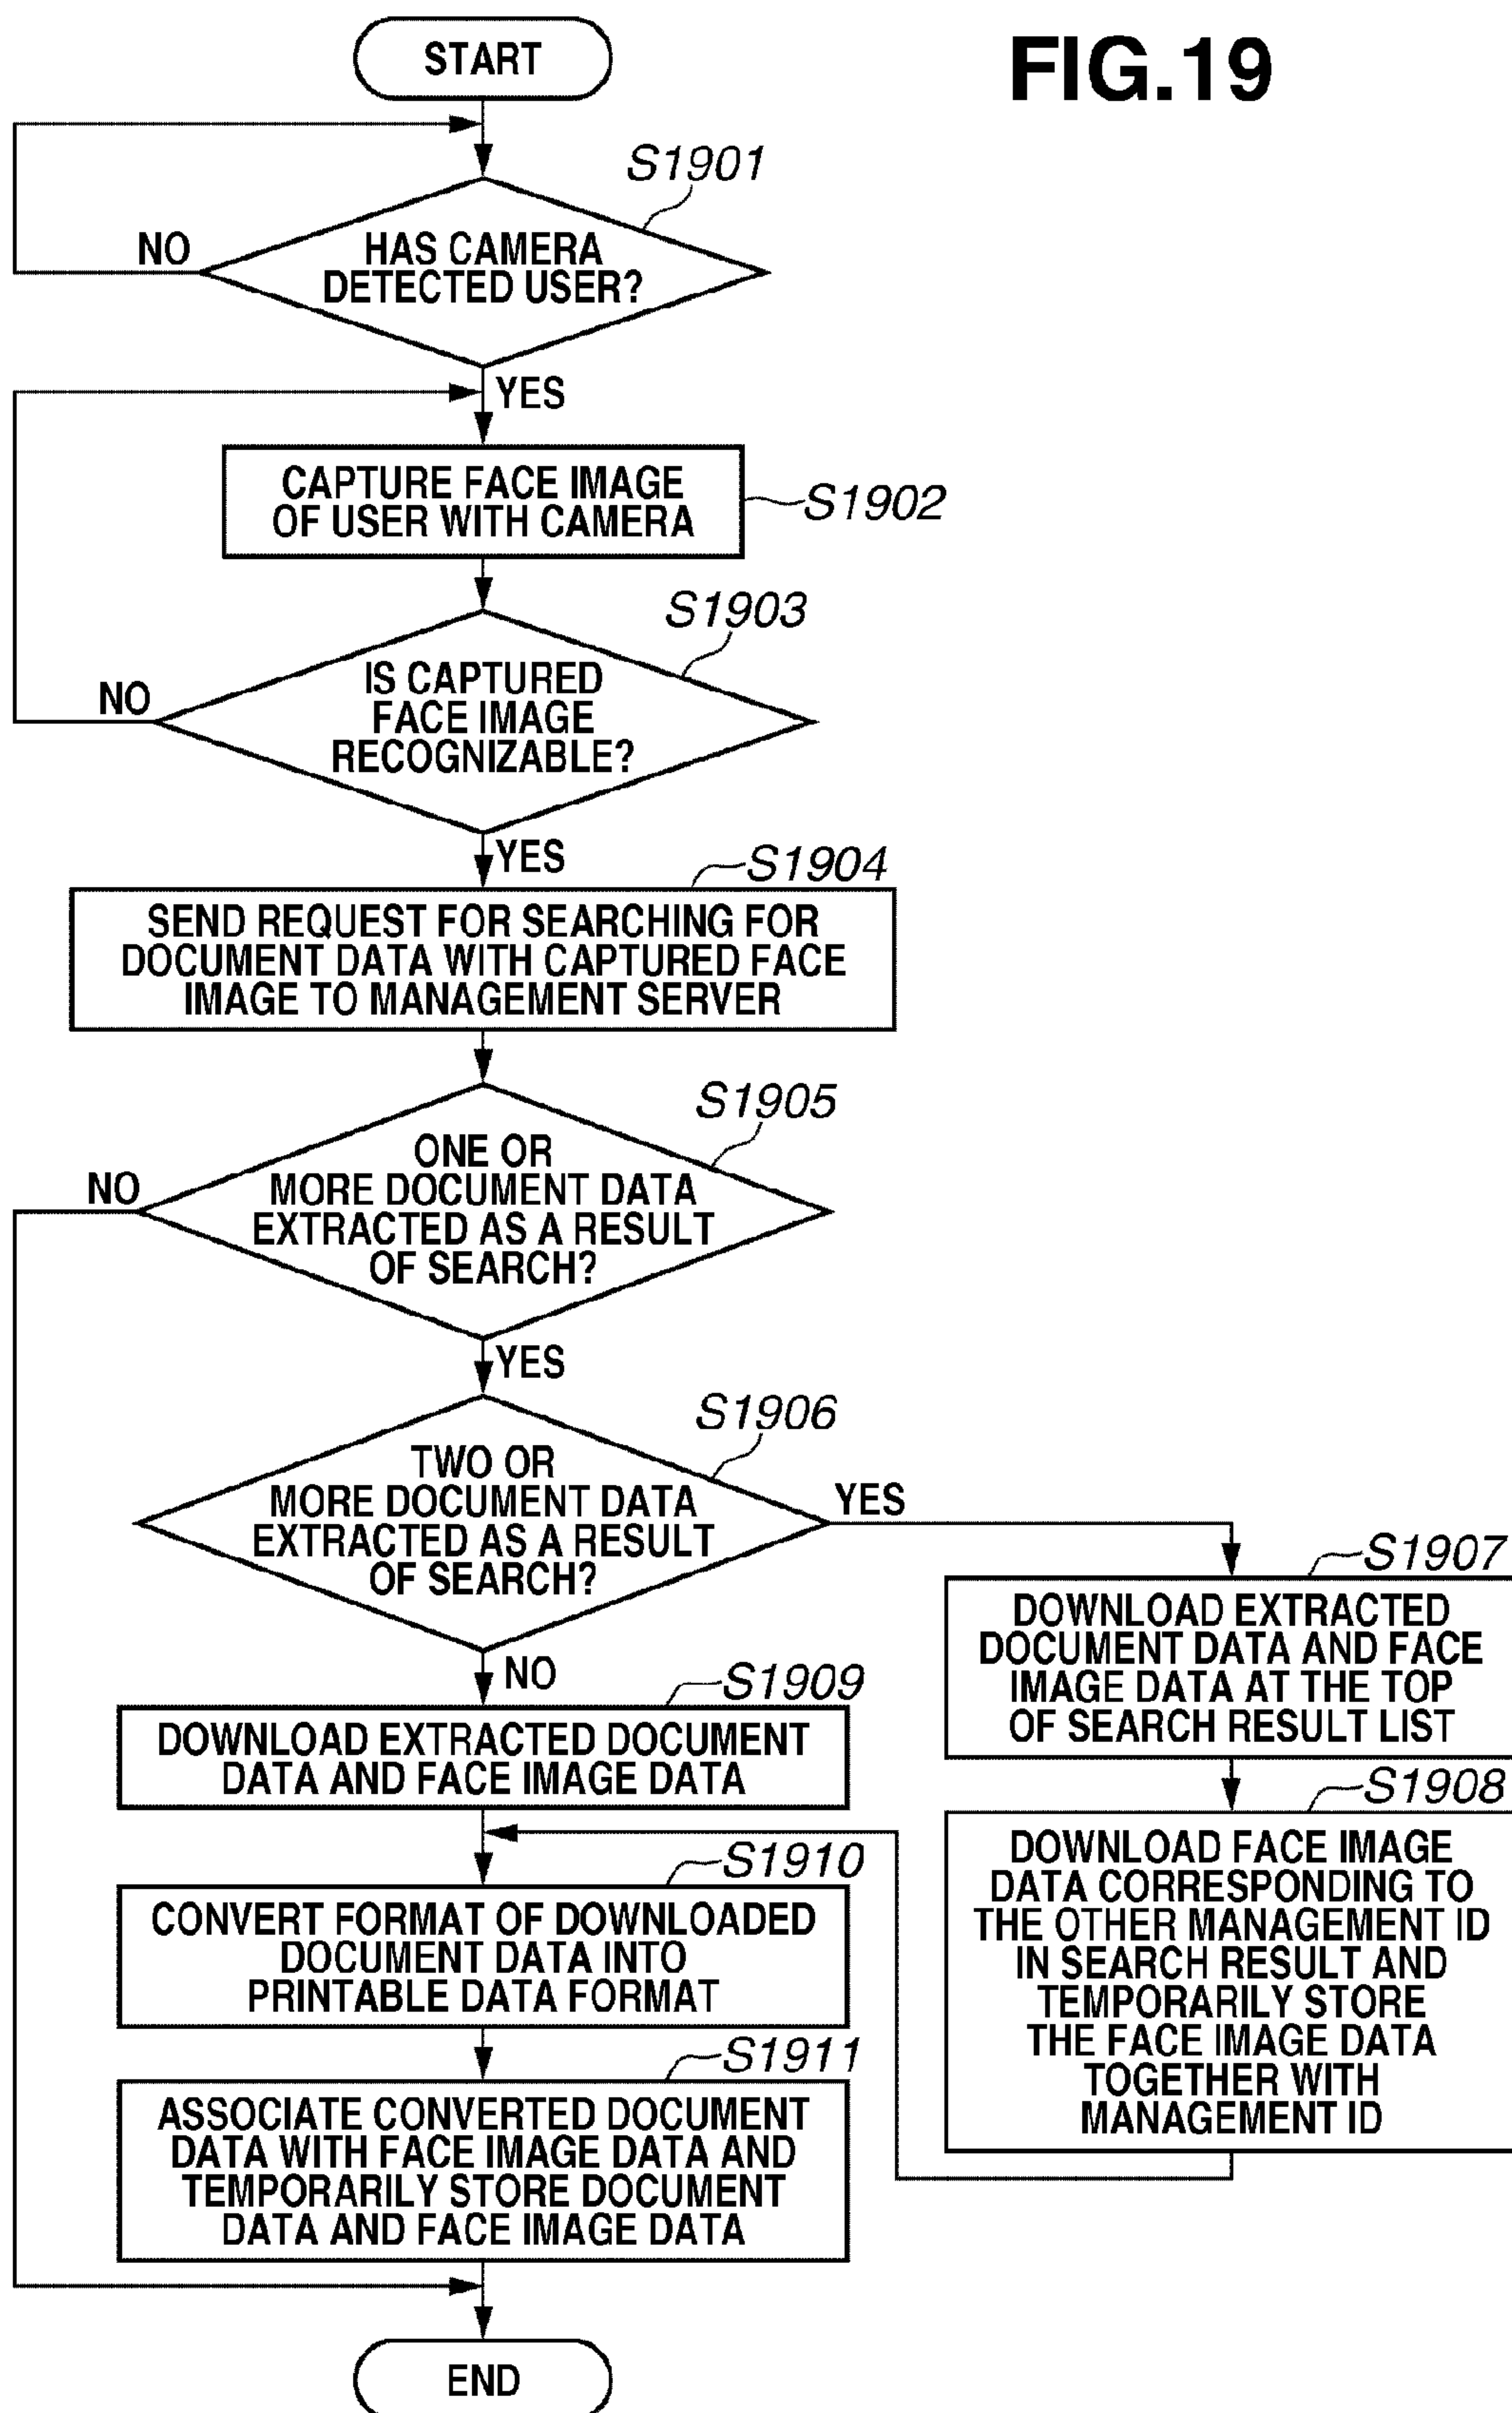 FIG.19
START
S1901
HAS CAMERA
DETECTED USER?
NO
YES
CAPTURE FACE IMAGE
OF USER WITH CAMERA
S1902
S1903
IS CAPTURED
FACE IMAGE
RECOGNIZABLE?
NO
YES
S1904
SEND REQUEST FOR SEARCHING FOR
DOCUMENT DATA WITH CAPTURED FACE
IMAGE TO MANAGEMENT SERVER
S1905
ONE OR
MORE DOCUMENT DATA
EXTRACTED AS A RESULT
OF SEARCH?
NO
YES
S1906
TWO OR
MORE DOCUMENT DATA
EXTRACTED AS A RESULT
OF SEARCH?
YES
NO
S1907
DOWNLOAD EXTRACTED
DOCUMENT DATA AND FACE
IMAGE DATA AT THE TOP
OF SEARCH RESULT LIST
S1908
DOWNLOAD FACE IMAGE
DATA CORRESPONDING TO
THE OTHER MANAGEMENT ID
IN SEARCH RESULT AND
TEMPORARILY STORE
THE FACE IMAGE DATA
TOGETHER WITH
MANAGEMENT ID
S1909
DOWNLOAD EXTRACTED DOCUMENT
DATA AND FACE IMAGE DATA
S1910
CONVERT FORMAT OF DOWNLOADED
DOCUMENT DATA INTO
PRINTABLE DATA FORMAT
S1911
ASSOCIATE CONVERTED DOCUMENT
DATA WITH FACE IMAGE DATA AND
TEMPORARILY STORE DOCUMENT
DATA AND FACE IMAGE DATA
END